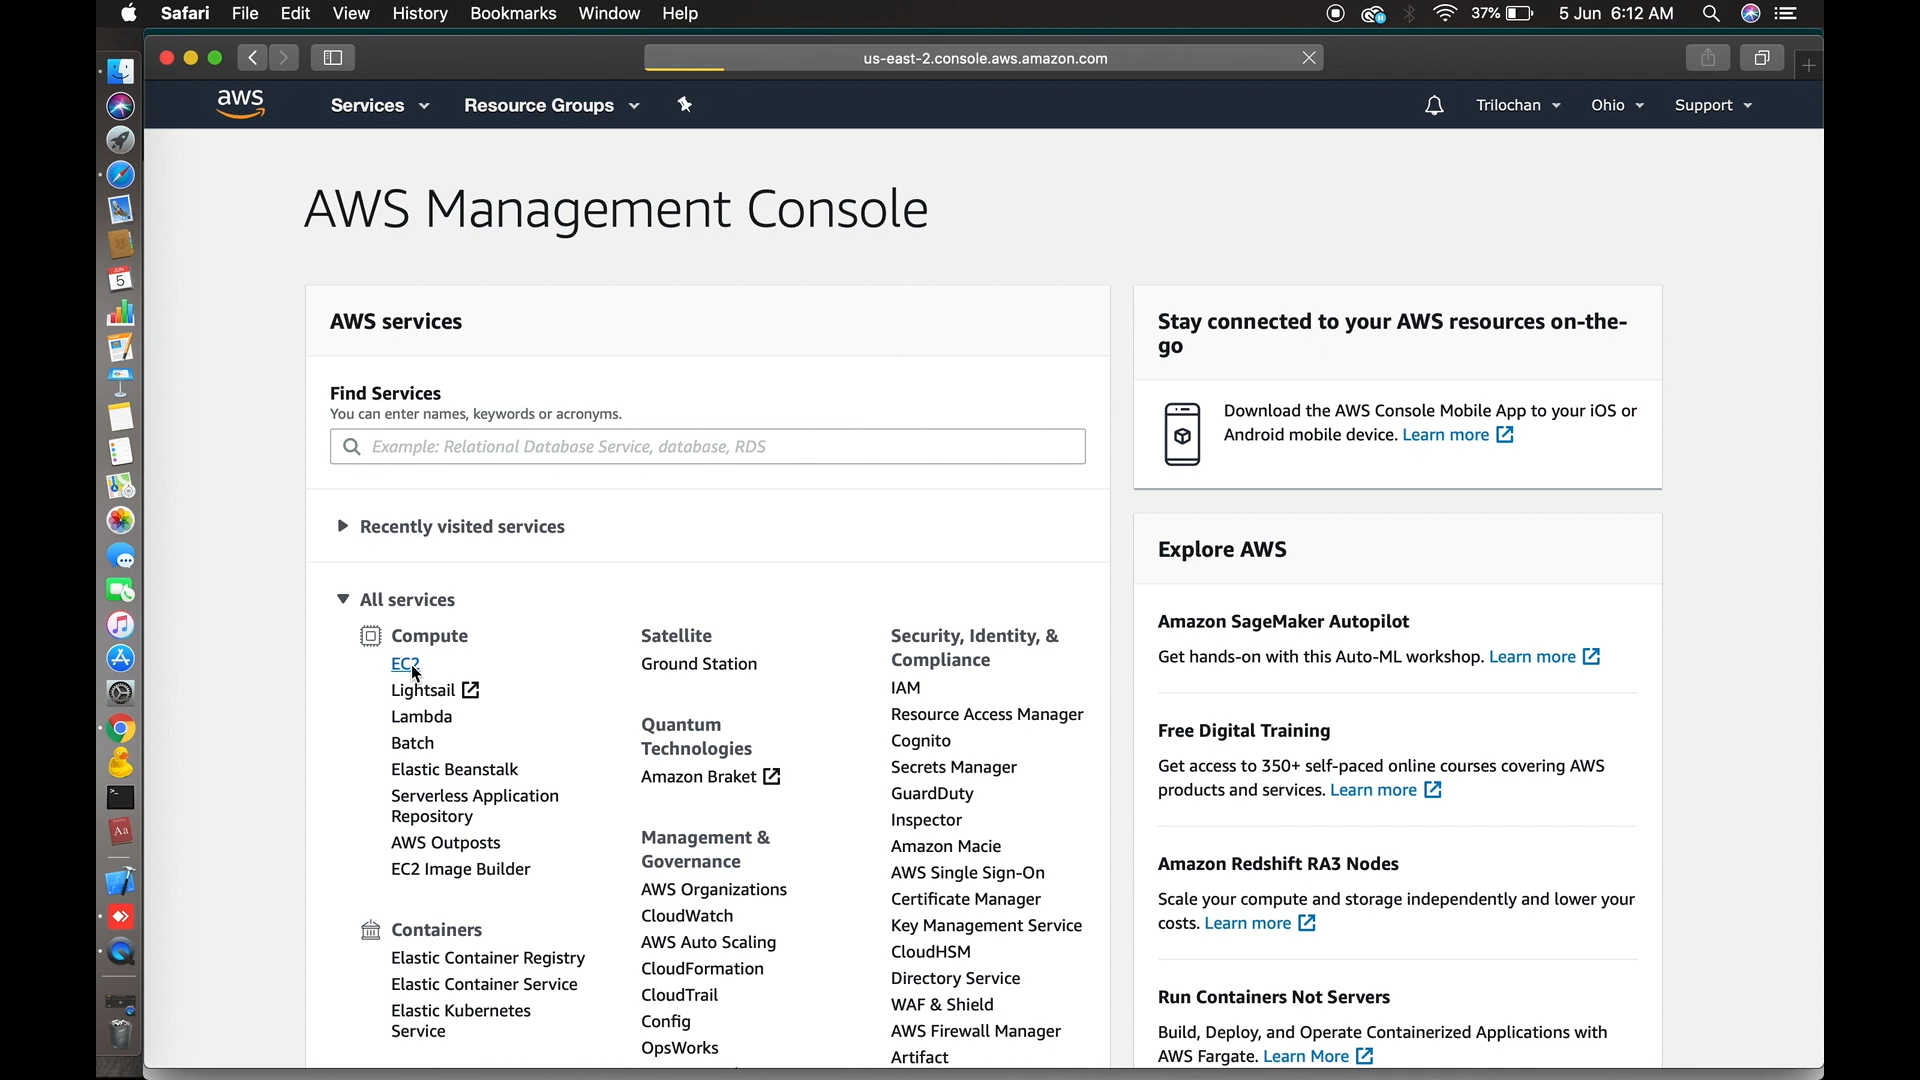 Safari File Edit View History Bookmarks Window Help 37% 5 Jun 6:12 AM
us-east-2.console.aws.amazon.com
aws Services Resource Groups Trilochan Ohio Support
AWS Management Console
AWS services
Find Services
You can enter names, keywords or acronyms.
Example: Relational Database Service, database, RDS
Recently visited services
All services
Compute
EC2
Lightsail
Lambda
Batch
Elastic Beanstalk
Serverless Application
Repository
AWS Outposts
EC2 Image Builder
Containers
Elastic Container Registry
Elastic Container Service
Elastic Kubernetes
Service
Satellite
Ground Station
Quantum
Technologies
Amazon Braket
Management &
Governance
AWS Organizations
CloudWatch
AWS Auto Scaling
CloudFormation
CloudTrail
Config
OpsWorks
Security, Identity, &
Compliance
IAM
Resource Access Manager
Cognito
Secrets Manager
GuardDuty
Inspector
Amazon Macie
AWS Single Sign-On
Certificate Manager
Key Management Service
CloudHSM
Directory Service
WAF & Shield
AWS Firewall Manager
Artifact
Stay connected to your AWS resources on-the-
go
Download the AWS Console Mobile App to your iOS or
Android mobile device. Learn more
Explore AWS
Amazon SageMaker Autopilot
Get hands-on with this Auto-ML workshop. Learn more
Free Digital Training
Get access to 350+ self-paced online courses covering AWS
products and services. Learn more
Amazon Redshift RA3 Nodes
Scale your compute and storage independently and lower your
costs. Learn more
Run Containers Not Servers
Build, Deploy, and Operate Containerized Applications with
AWS Fargate. Learn More
JUN
5
Aa